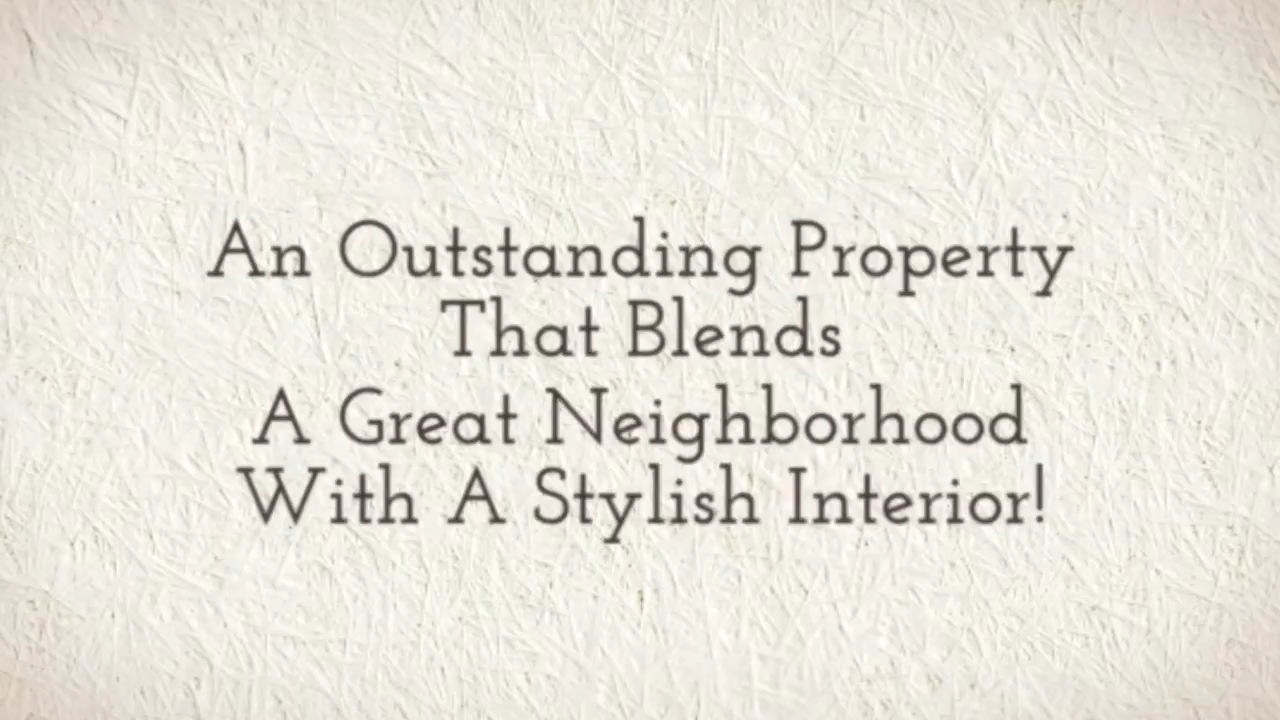 An Outstanding Property
That Blends
A Great Neighborhood
With A Stylish Interior!